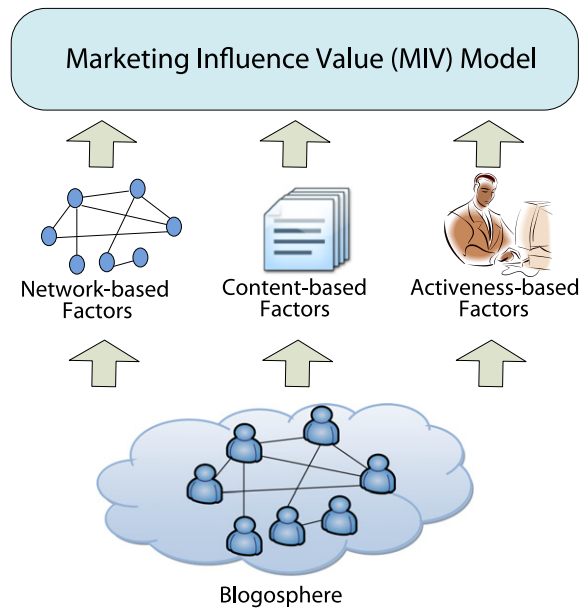 Marketing Influence Value (MIV) Model
Network-based
Factors
Content-based
Factors
Activeness-based
Factors
Blogosphere